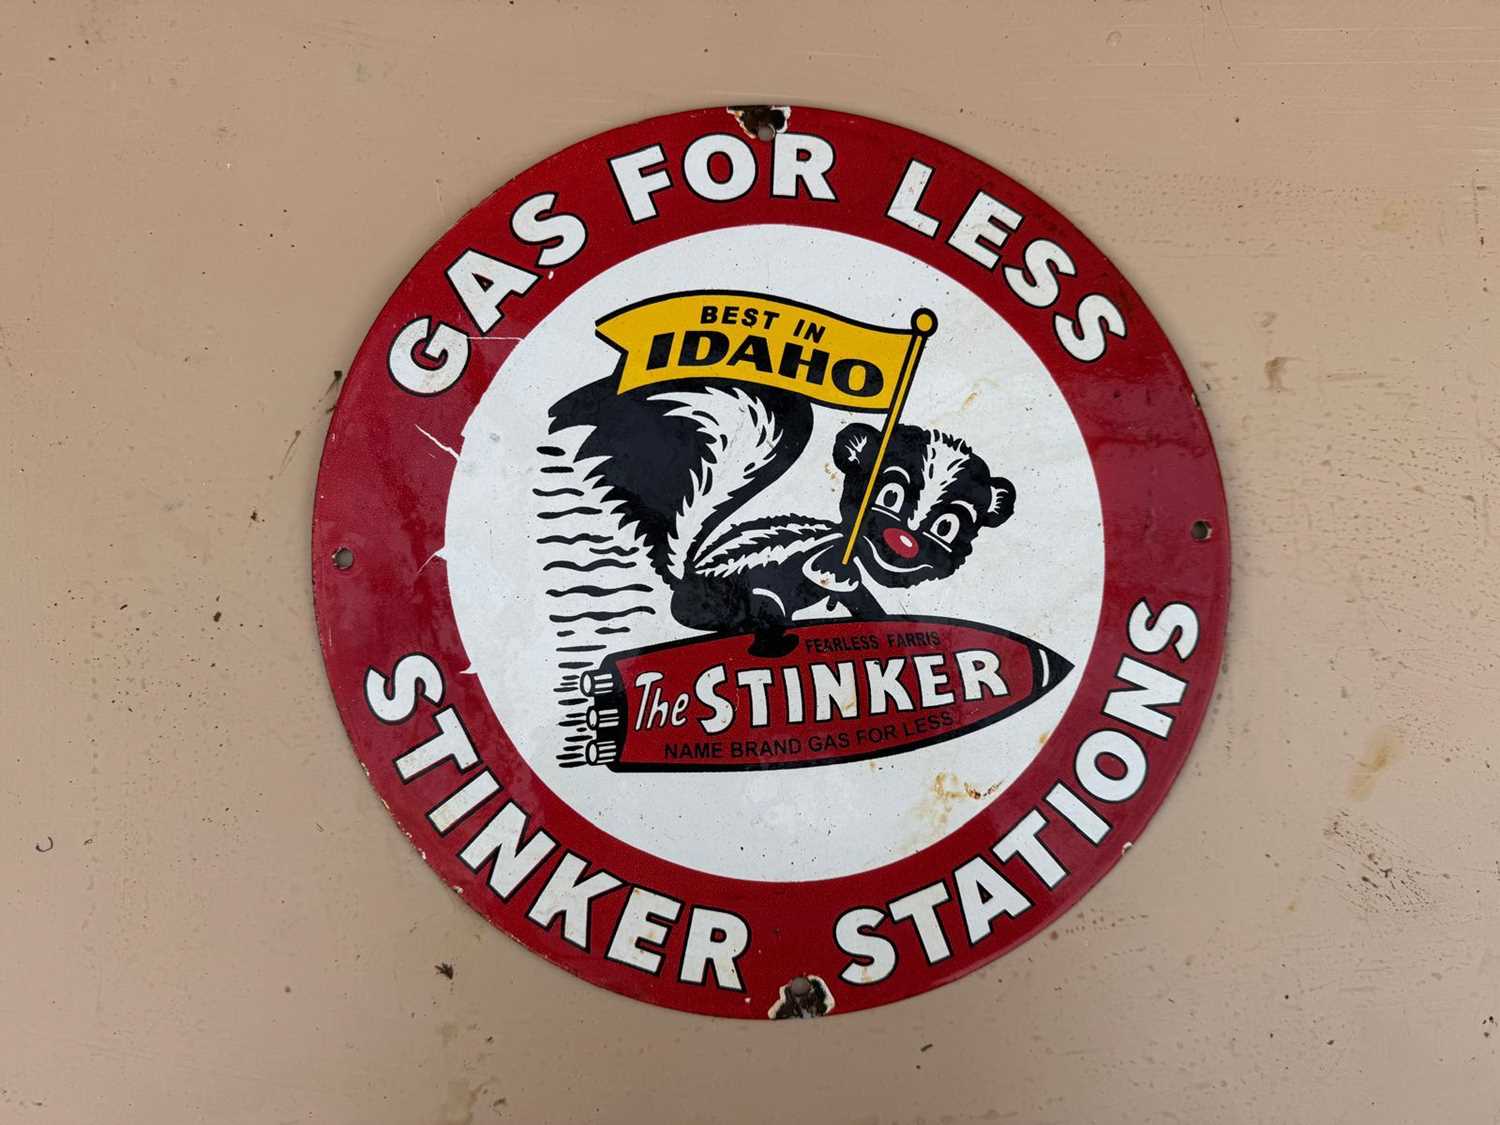 GAS FOR LESS
BEST IN
IDAHO
FEARLESS FARRIS
The STINKER
NAME BRAND GAS FOR LESS
STINKER STATIONS